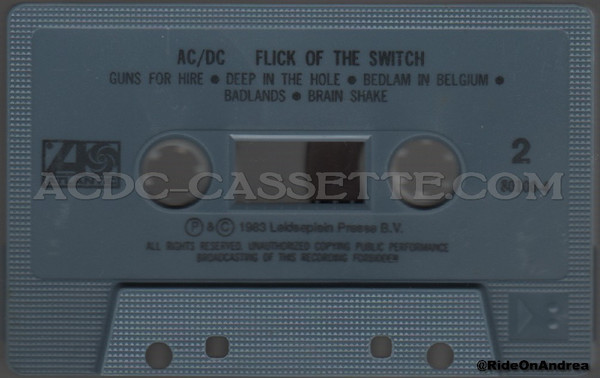 AC/DC FLICK OF THE SWITCH
GUNS FOR HIRE ● DEEP IN THE HOLE ● BEDLAM IN BELGIUM ●
BADLANDS ● BRAIN SHAKE
2
ACDC-CASSETTE.COM
Ⓟ & © 1983 Leidseplein Presse B.V.
ALL RIGHTS RESERVED. UNAUTHORIZED COPYING PUBLIC PERFORMANCE
BROADCASTING OF THIS RECORDING FORBIDDEN
@RideOnAndrea